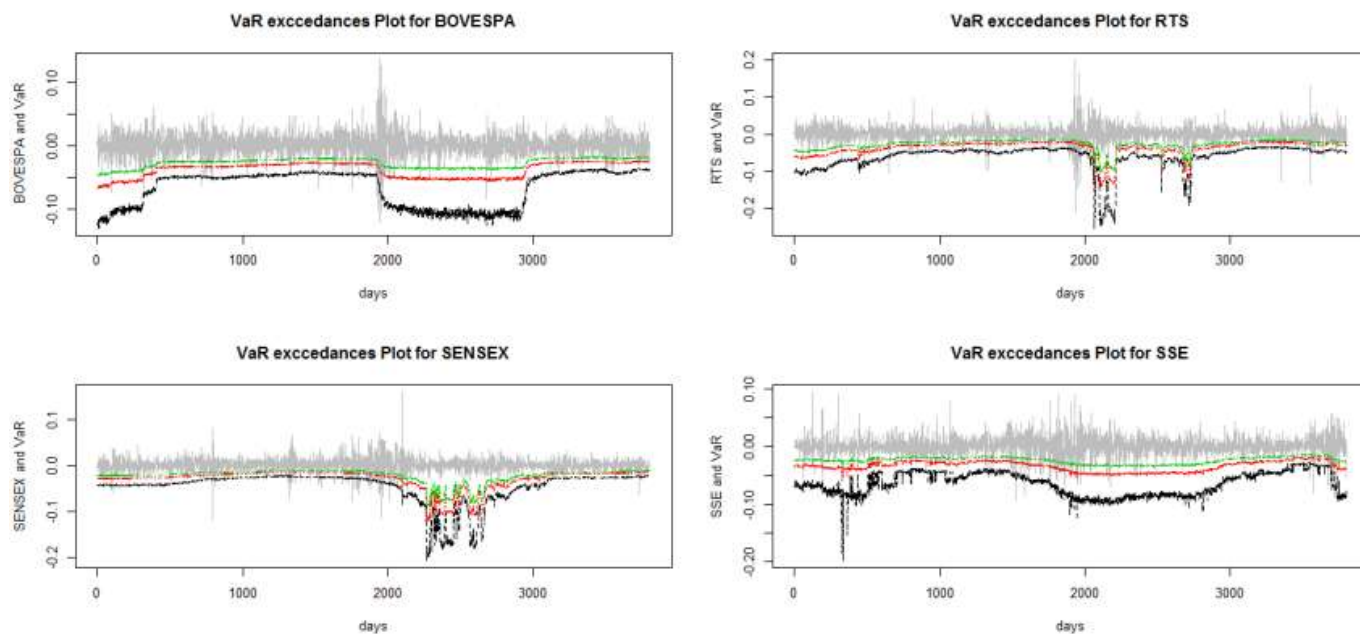 VaR exccedances Plot for BOVESPA
BOVESPA and VaR
0.10
0.00
-0.10
0
1000
2000
3000
days
VaR exccedances Plot for RTS
RTS and VaR
0.2
0.1
0.0
-0.1
-0.2
0
1000
2000
3000
days
VaR exccedances Plot for SENSEX
SENSEX and VaR
0.1
0.0
-0.1
-0.2
0
1000
2000
3000
days
VaR exccedances Plot for SSE
SSE and VaR
0.10
0.00
-0.10
-0.20
0
1000
2000
3000
days